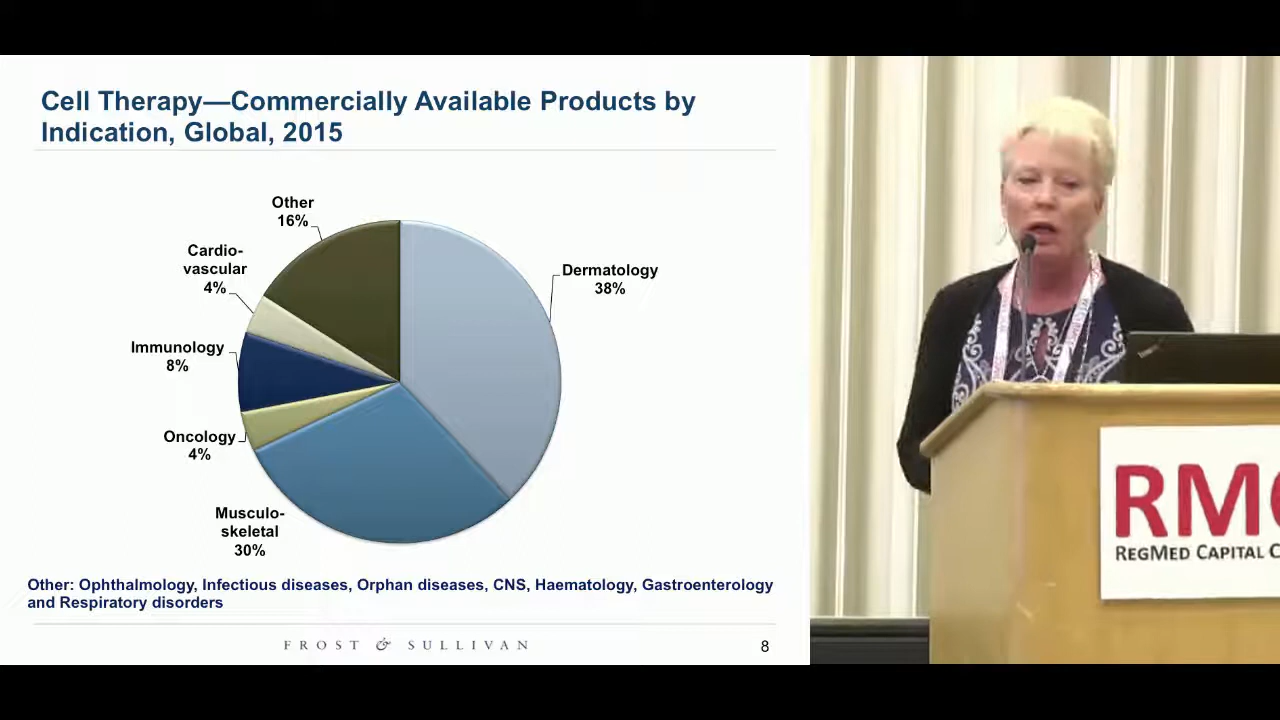 Cell Therapy—Commercially Available Products by
Indication, Global, 2015
Other
16%
Cardio-
vascular
4%
Dermatology
38%
Immunology
8%
Oncology
4%
Musculo-
skeletal
30%
Other: Ophthalmology, Infectious diseases, Orphan diseases, CNS, Haematology, Gastroenterology
and Respiratory disorders
FROST & SULLIVAN
8
RM
REGMED CAPITAL C